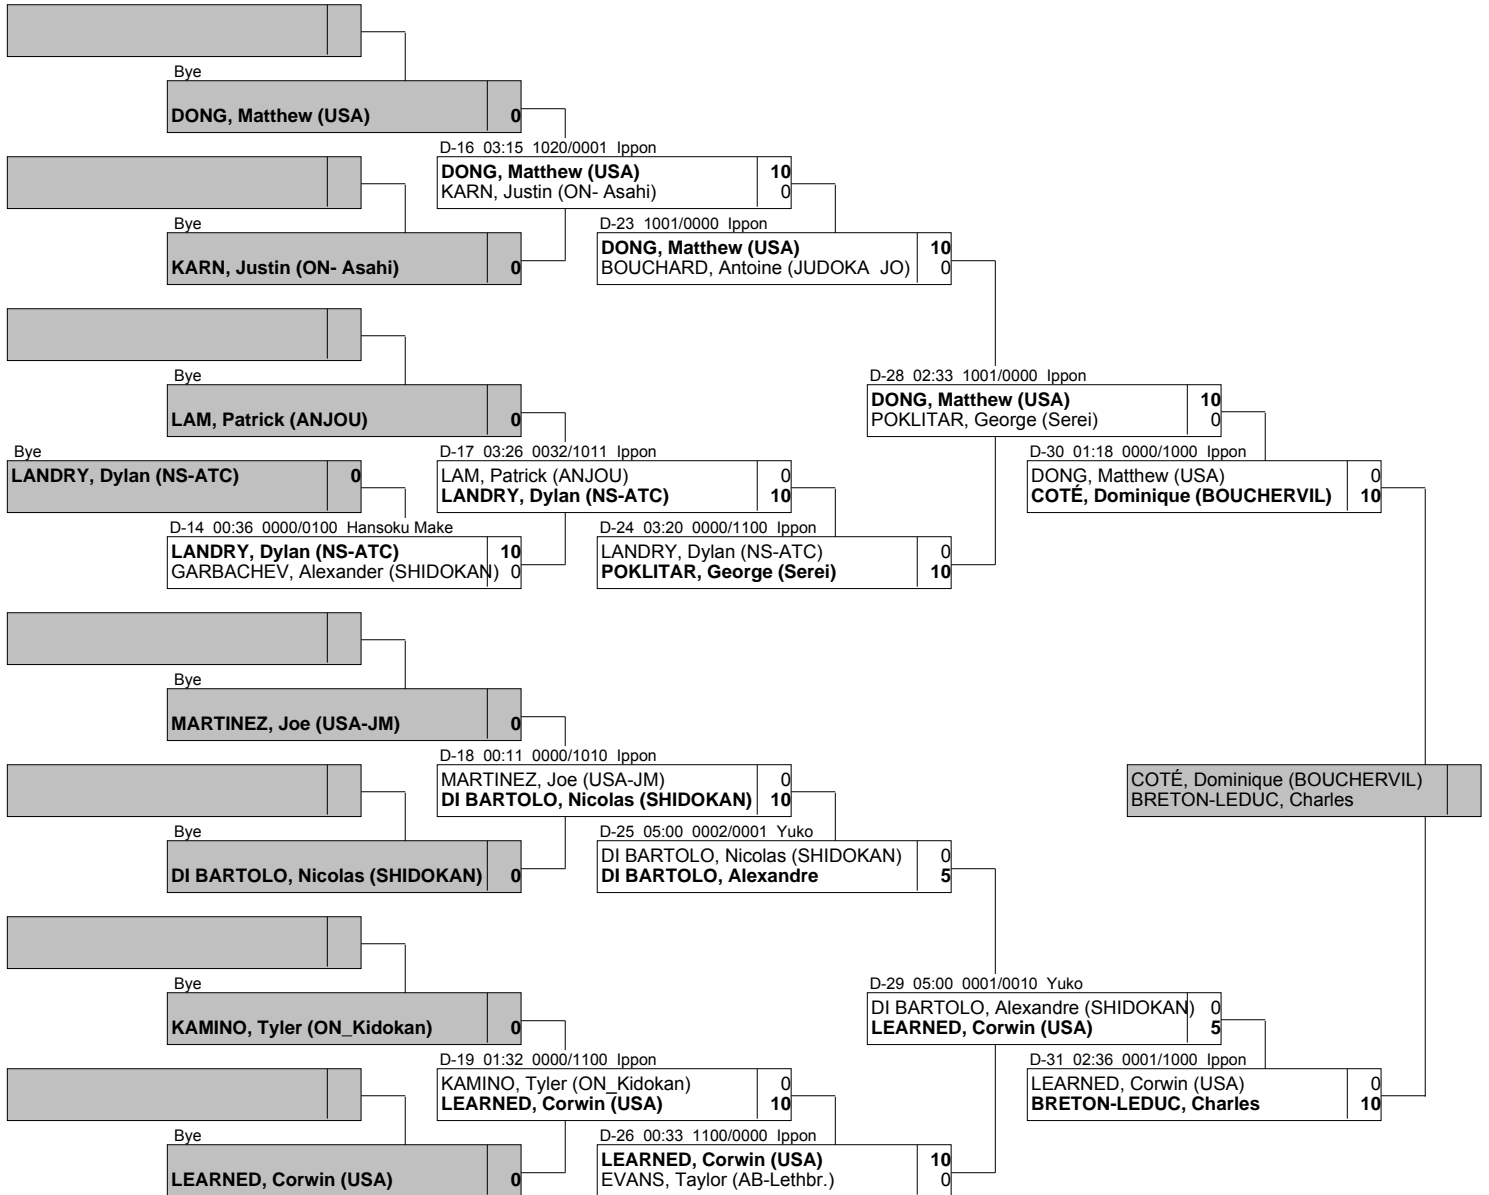 Bye
DONG, Matthew (USA) 0
D-16 03:15 1020/0001 Ippon
DONG, Matthew (USA) 10
KARN, Justin (ON- Asahi) 0
Bye
KARN, Justin (ON- Asahi) 0
D-23 1001/0000 Ippon
DONG, Matthew (USA) 10
BOUCHARD, Antoine (JUDOKA JO) 0
Bye
LAM, Patrick (ANJOU) 0
D-28 02:33 1001/0000 Ippon
DONG, Matthew (USA) 10
POKLITAR, George (Serei) 0
Bye
LANDRY, Dylan (NS-ATC) 0
D-17 03:26 0032/1011 Ippon
LAM, Patrick (ANJOU) 0
LANDRY, Dylan (NS-ATC) 10
D-30 01:18 0000/1000 Ippon
DONG, Matthew (USA) 0
COTÉ, Dominique (BOUCHERVIL) 10
D-14 00:36 0000/0100 Hansoku Make
LANDRY, Dylan (NS-ATC) 10
GARBACHEV, Alexander (SHIDOKAN) 0
D-24 03:20 0000/1100 Ippon
LANDRY, Dylan (NS-ATC) 0
POKLITAR, George (Serei) 10
Bye
MARTINEZ, Joe (USA-JM) 0
D-18 00:11 0000/1010 Ippon
MARTINEZ, Joe (USA-JM) 0
DI BARTOLO, Nicolas (SHIDOKAN) 10
COTÉ, Dominique (BOUCHERVIL)
BRETON-LEDUC, Charles
Bye
DI BARTOLO, Nicolas (SHIDOKAN) 0
D-25 05:00 0002/0001 Yuko
DI BARTOLO, Nicolas (SHIDOKAN) 0
DI BARTOLO, Alexandre 5
Bye
KAMINO, Tyler (ON_Kidokan) 0
D-29 05:00 0001/0010 Yuko
DI BARTOLO, Alexandre (SHIDOKAN) 0
LEARNED, Corwin (USA) 5
D-19 01:32 0000/1100 Ippon
KAMINO, Tyler (ON_Kidokan) 0
LEARNED, Corwin (USA) 10
D-31 02:36 0001/1000 Ippon
LEARNED, Corwin (USA) 0
BRETON-LEDUC, Charles 10
Bye
LEARNED, Corwin (USA) 0
D-26 00:33 1100/0000 Ippon
LEARNED, Corwin (USA) 10
EVANS, Taylor (AB-Lethbr.) 0